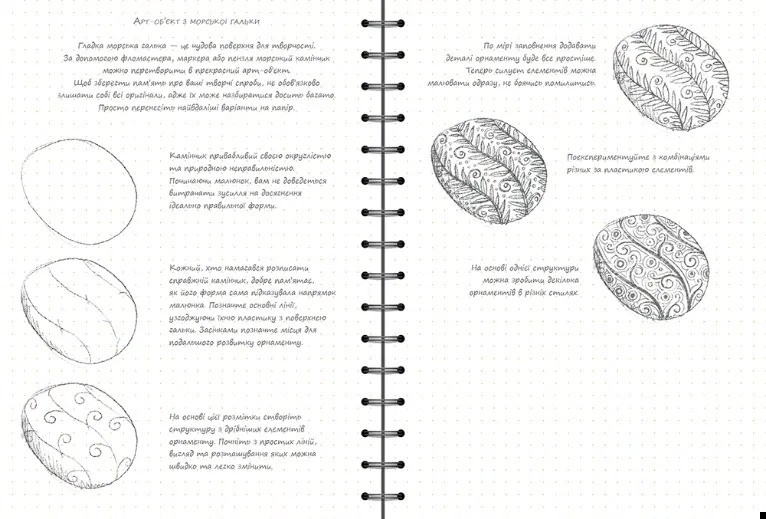 Арт-об'єкт з морської гальки
Гладка морська галька — це чудова поверхня для творчості.
За допомогою фломастера, маркера або пензля морський камінчик
можна перетворити в прекрасний арт-об'єкт.
Щоб зберегти пам'ять про ваші творчі спроби, не обов'язково
залишати собі всі оригінали, адже їх може назбиратися досить багато.
Просто перенесіть найвдаліші варіанти на папір.
Камінчик привабливий своєю округлістю
та природною неправильністю.
Починаючи малюнок, вам не доведеться
витрачати зусилля на досягнення
ідеально правильної форми.
Кожний, хто намагався розписати
справжній камінчик, добре пам'ятає,
як його форма сама підказувала напрямок
малюнка. Позначте основні лінії,
узгоджуючи їхню пластику з поверхнею
гальки. Засічками позначте місця для
подальшого розвитку орнаменту.
На основі цієї розмітки створіть
структуру з дрібніших елементів
орнаменту. Почніть з простих ліній,
вигляд та розташування яких можна
швидко та легко змінити.
По мірі заповнення додавати
деталі орнаменту буде все простіше.
Тепер силует елементів можна
малювати одразу, не боячись помилитись.
Поекспериментуйте з комбінаціями
різних за пластикою елементів.
На основі однієї структури
можна зробити декілька
орнаментів в різних стилях.